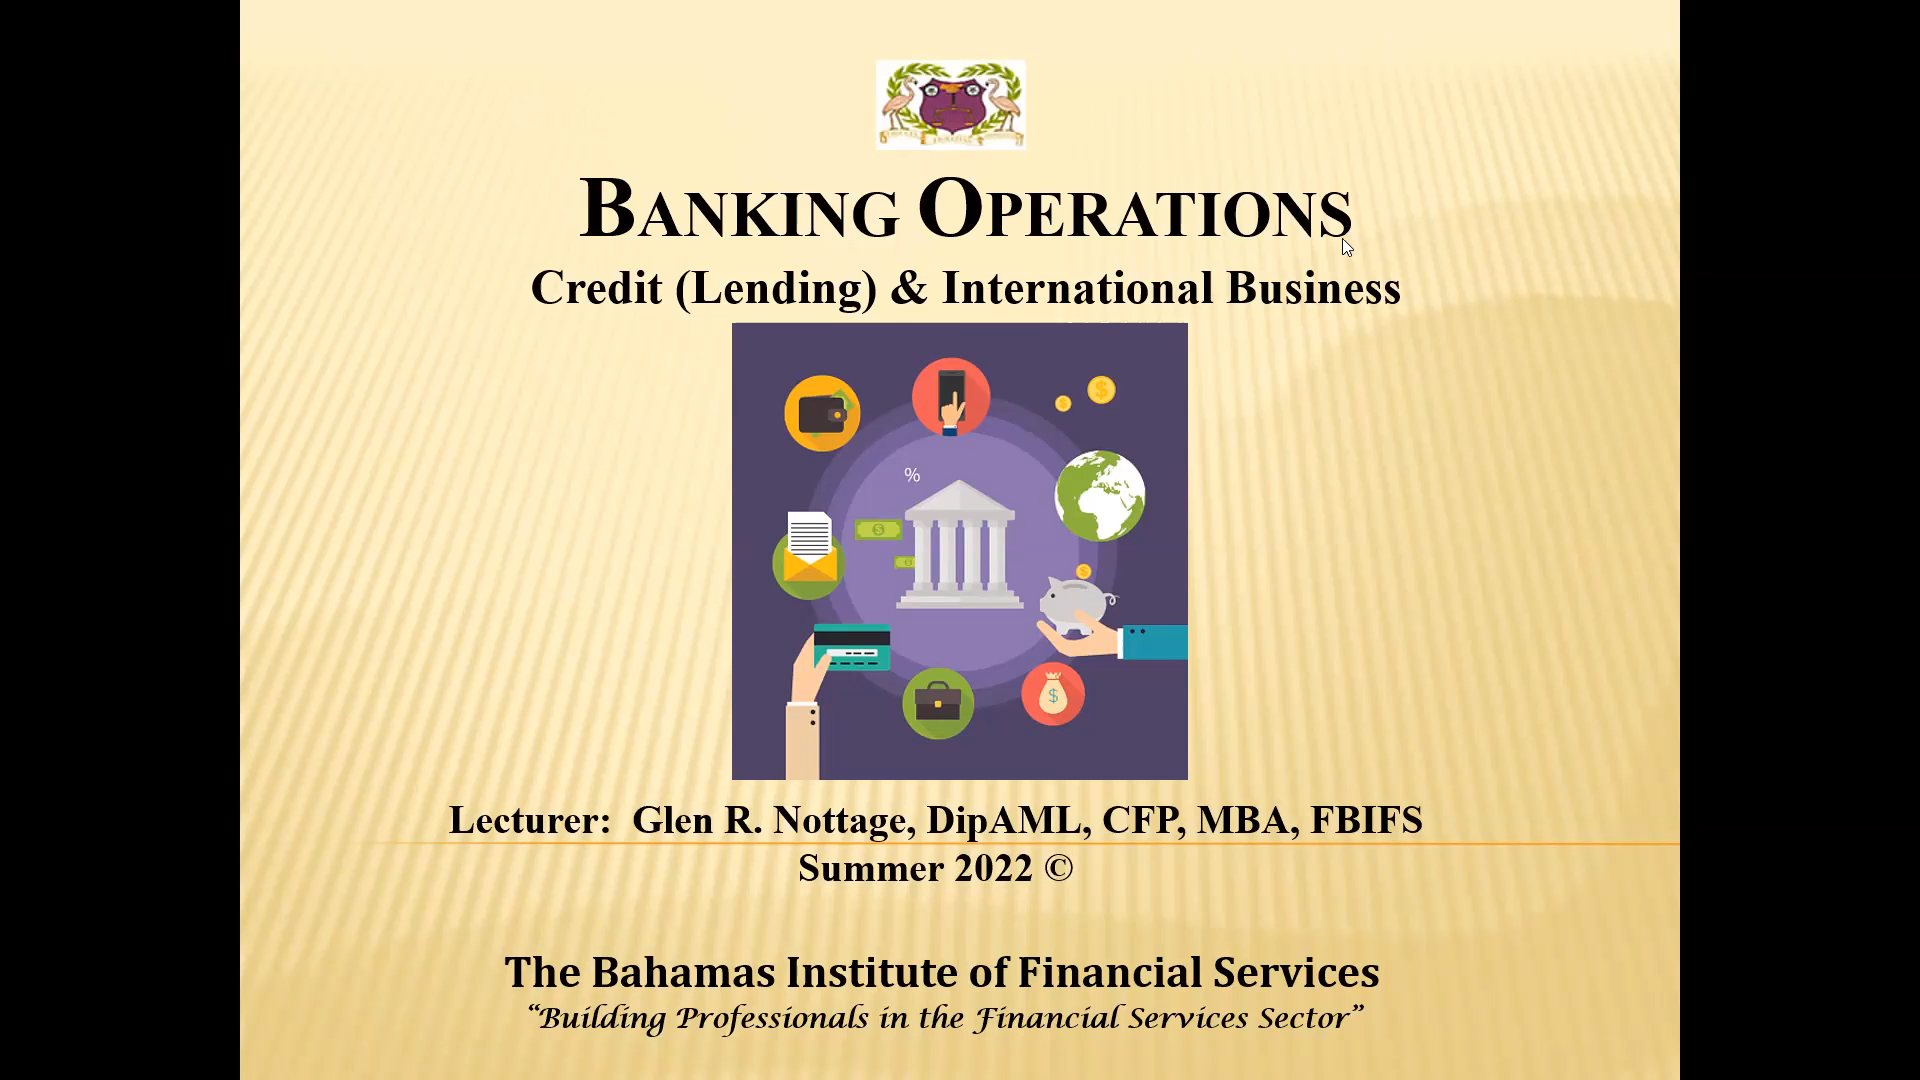 BANKING OPERATIONS
Credit (Lending) & International Business
%
$
$
$
$
$
$
Lecturer: Glen R. Nottage, DipAML, CFP, MBA, FBIFS
Summer 2022 ©
The Bahamas Institute of Financial Services
“Building Professionals in the Financial Services Sector”